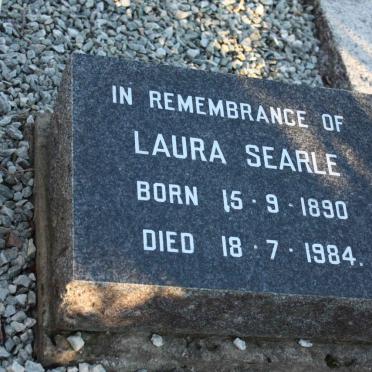 IN REMEMBRANCE OF
LAURA SEARLE
BORN 15·9·1890
DIED 18·7·1984.